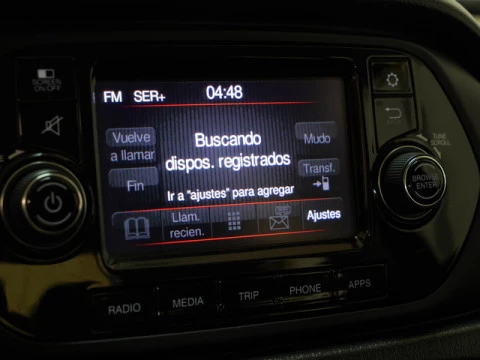 SCREEN
ON-OFF
FM SER+ 04:48
Vuelve
a llamar
Buscando
dispos. registrados
Mudo
Fin
Transf.
Ir a "ajustes" para agregar
Llam.
recien.
Ajustes
TUNE
SCROLL
BROWSE
ENTER
RADIO MEDIA TRIP PHONE APPS